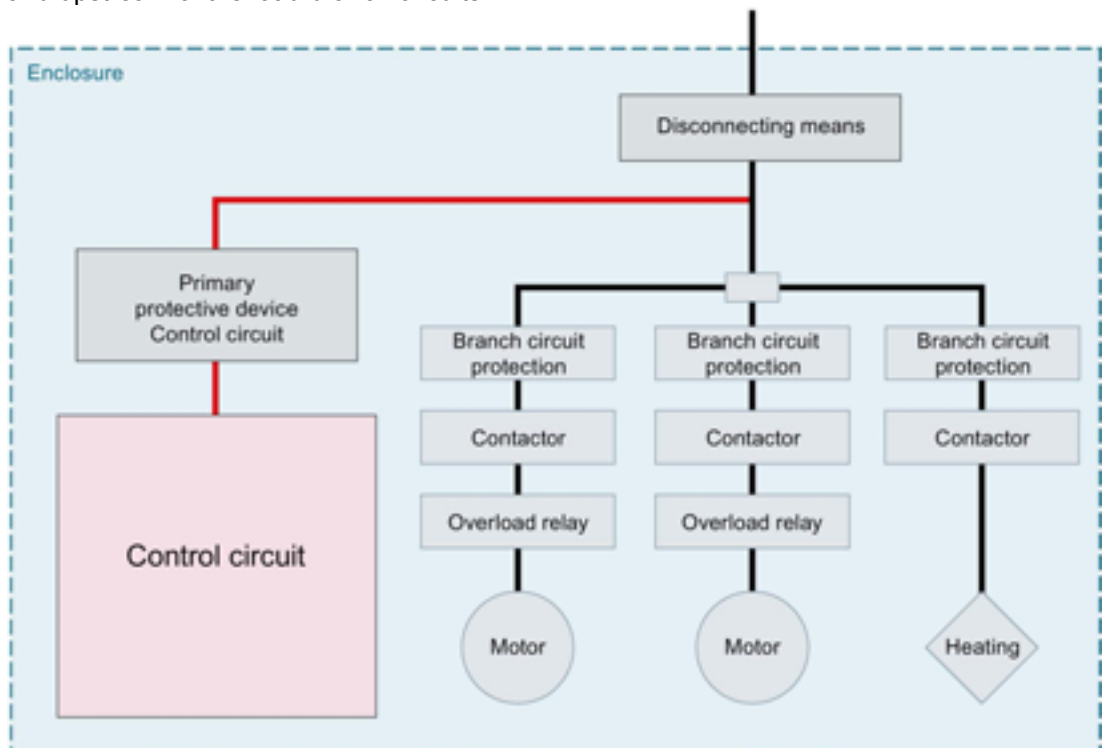 Enclosure
Disconnecting means
Primary
protective device
Control circuit
Branch circuit
protection
Branch circuit
protection
Branch circuit
protection
Contactor
Contactor
Contactor
Overload relay
Overload relay
Control circuit
Motor
Motor
Heating